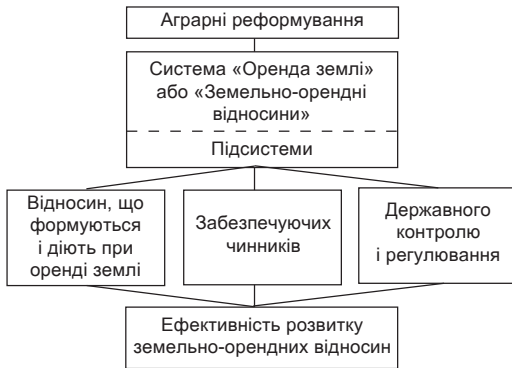 Аграрні реформування
Система «Оренда землі»
або «Земельно-орендні
відносини»
Підсистеми
Відносин, що
формуються
і діють при
оренді землі
Забезпечуючих
чинників
Державного
контролю
і регулювання
Ефективність розвитку
земельно-орендних відносин